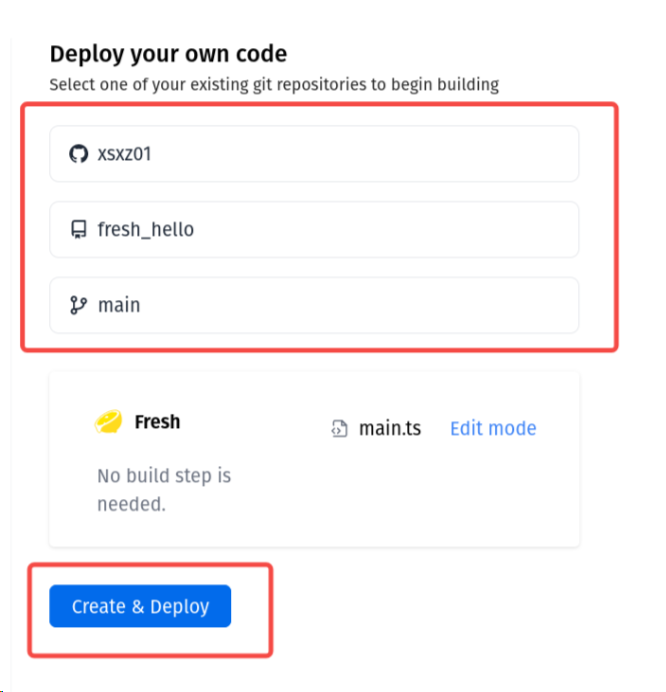 Deploy your own code
Select one of your existing git repositories to begin building
xsxz01
fresh_hello
main
Fresh
main.ts
Edit mode
No build step is
needed.
Create & Deploy